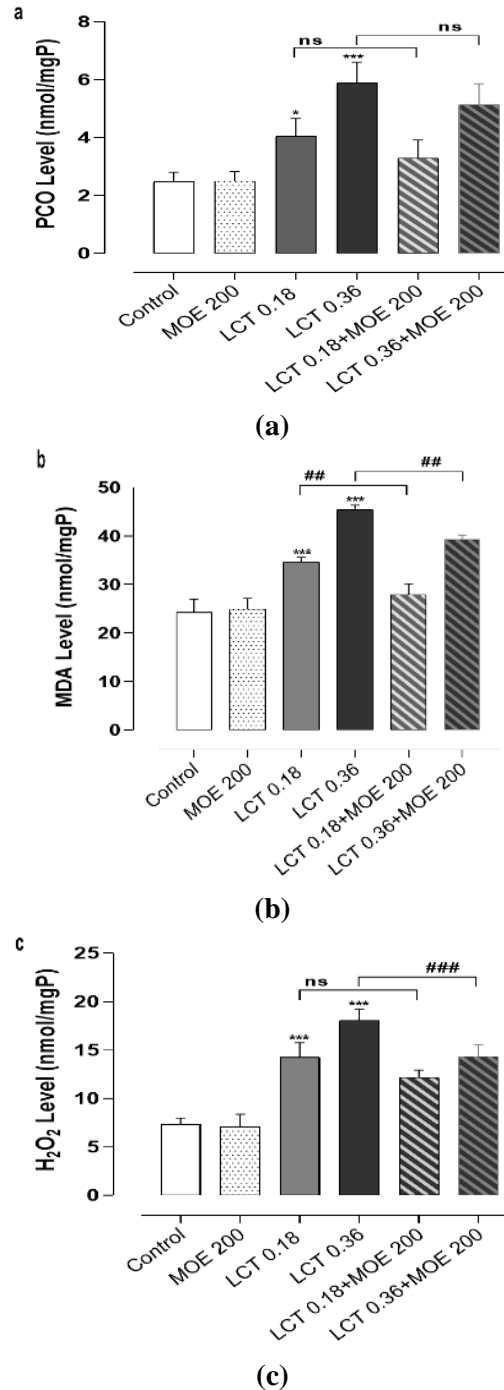 a
PCO Level (nmol/mgP)
8
6
4
2
0
ns
ns
*
***
Control
MOE 200
LCT 0.18
LCT 0.36
LCT 0.18+MOE 200
LCT 0.36+MOE 200
(a)
b
MDA Level (nmol/mgP)
50
40
30
20
10
0
##
##
***
***
Control
MOE 200
LCT 0.18
LCT 0.36
LCT 0.18+MOE 200
LCT 0.36+MOE 200
(b)
c
H₂O₂ Level (nmol/mgP)
25
20
15
10
5
0
###
ns
***
***
Control
MOE 200
LCT 0.18
LCT 0.36
LCT 0.18+MOE 200
LCT 0.36+MOE 200
(c)